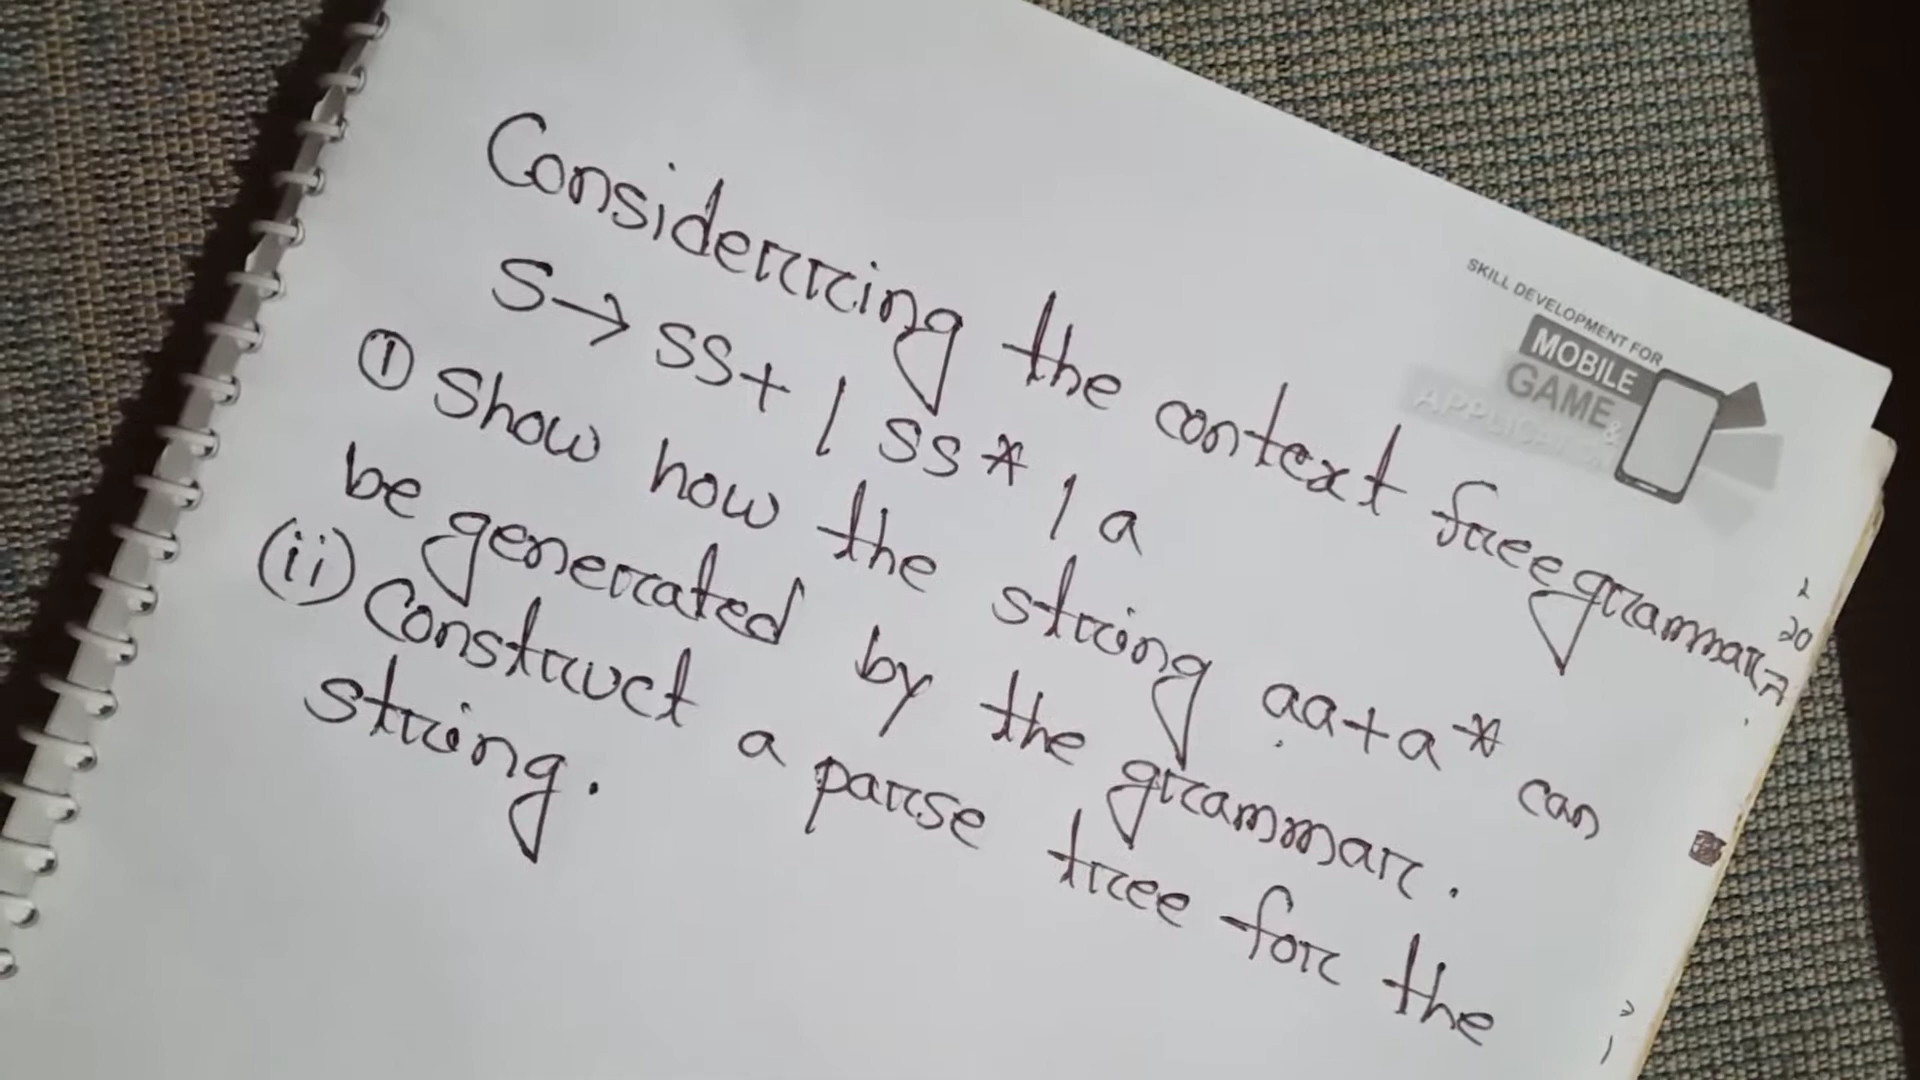 Considerring the context free grammar
S → SS+ | SS* | a
① Show how the string aa+a* can
be generated by the grammar.
(ii) Construct a parse tree for the
string.
SKILL DEVELOPMENT FOR
MOBILE
GAME &
APPLICATION